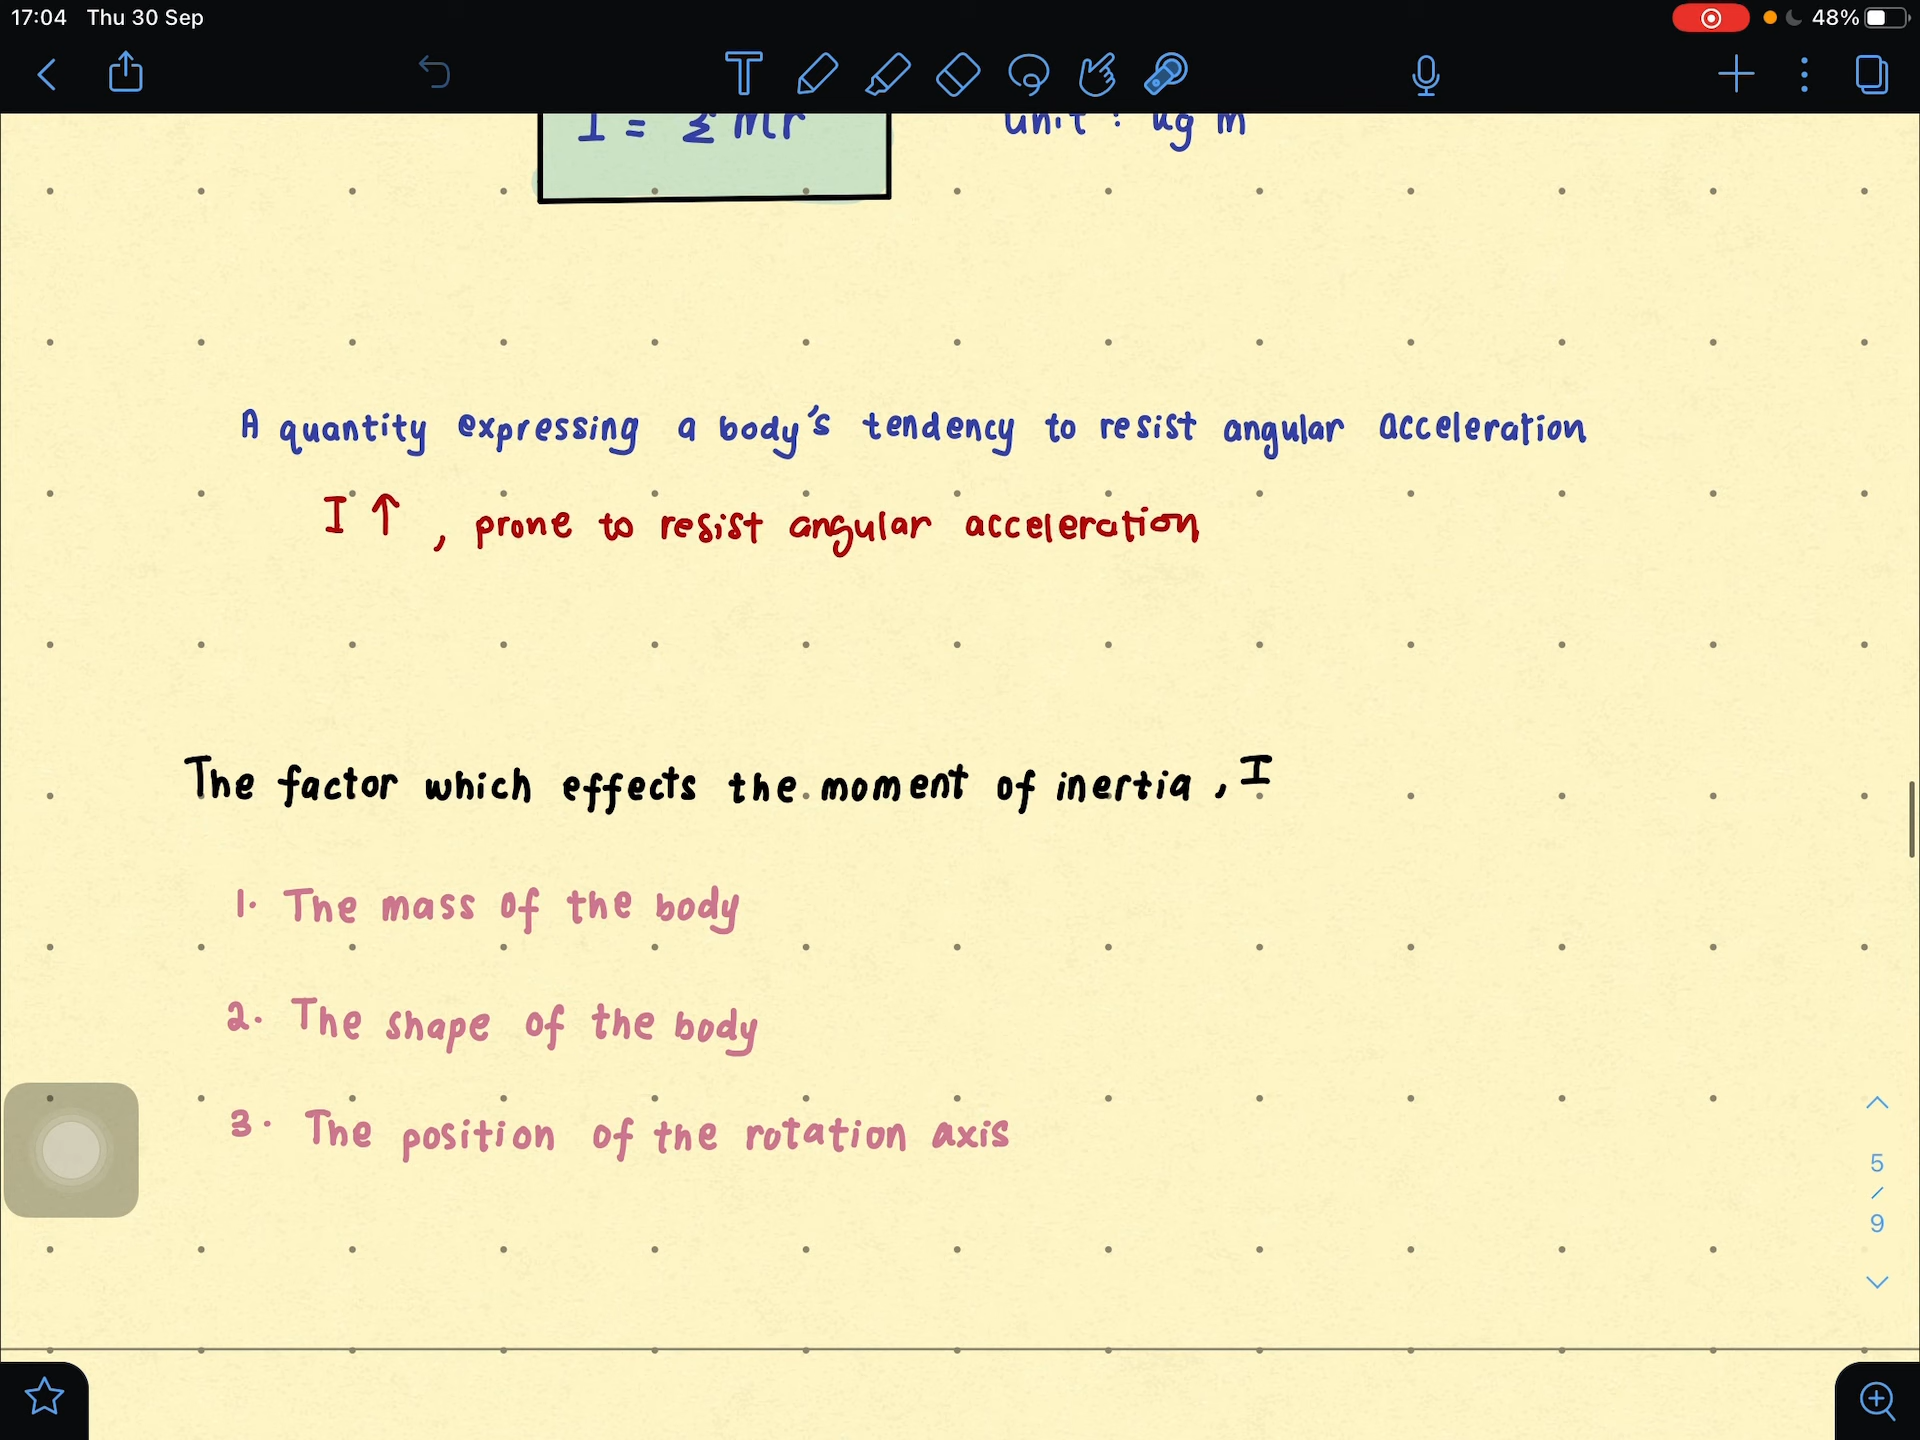 17:04 Thu 30 Sep 48%
I = Σ mr unit : kg m
A quantity expressing a body's tendency to resist angular acceleration
I ↑ , prone to resist angular acceleration
The factor which effects the moment of inertia , I
1. The mass of the body
2. The shape of the body
3. The position of the rotation axis
5
/
9